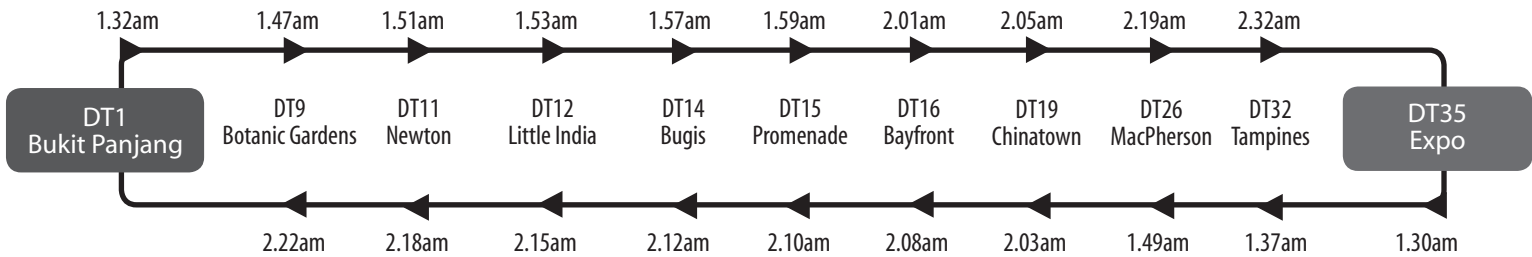 1.32am 1.47am 1.51am 1.53am 1.57am 1.59am 2.01am 2.05am 2.19am 2.32am
DT1
Bukit Panjang
DT9
Botanic Gardens
DT11
Newton
DT12
Little India
DT14
Bugis
DT15
Promenade
DT16
Bayfront
DT19
Chinatown
DT26
MacPherson
DT32
Tampines
DT35
Expo
2.22am 2.18am 2.15am 2.12am 2.10am 2.08am 2.03am 1.49am 1.37am 1.30am